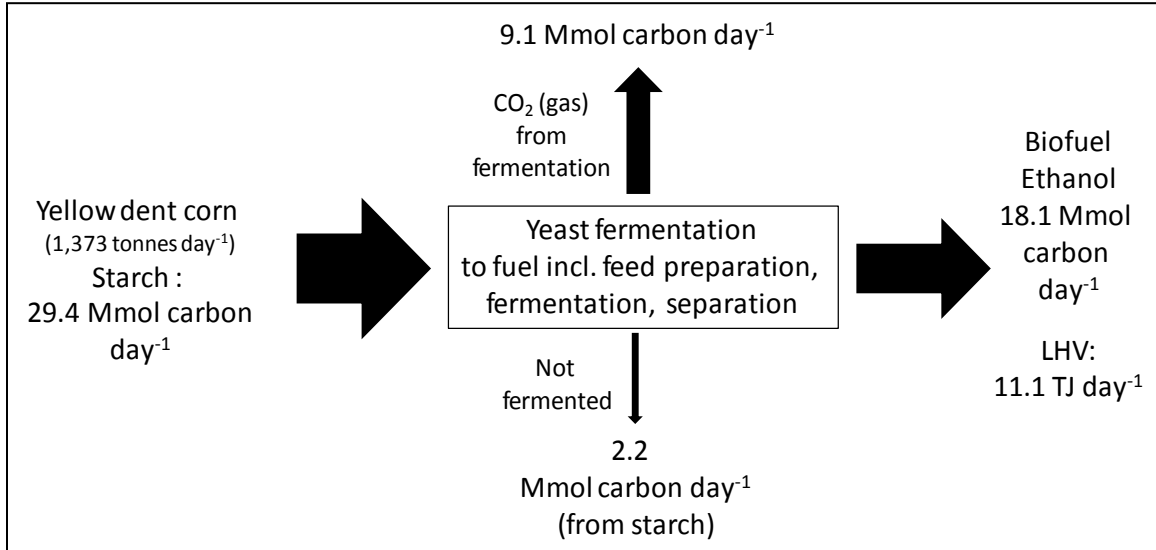 9.1 Mmol carbon day⁻¹
CO₂ (gas)
from
fermentation
Yellow dent corn
(1,373 tonnes day⁻¹)
Starch :
29.4 Mmol carbon
day⁻¹
Yeast fermentation
to fuel incl. feed preparation,
fermentation, separation
Biofuel
Ethanol
18.1 Mmol
carbon
day⁻¹
LHV:
11.1 TJ day⁻¹
Not
fermented
2.2
Mmol carbon day⁻¹
(from starch)